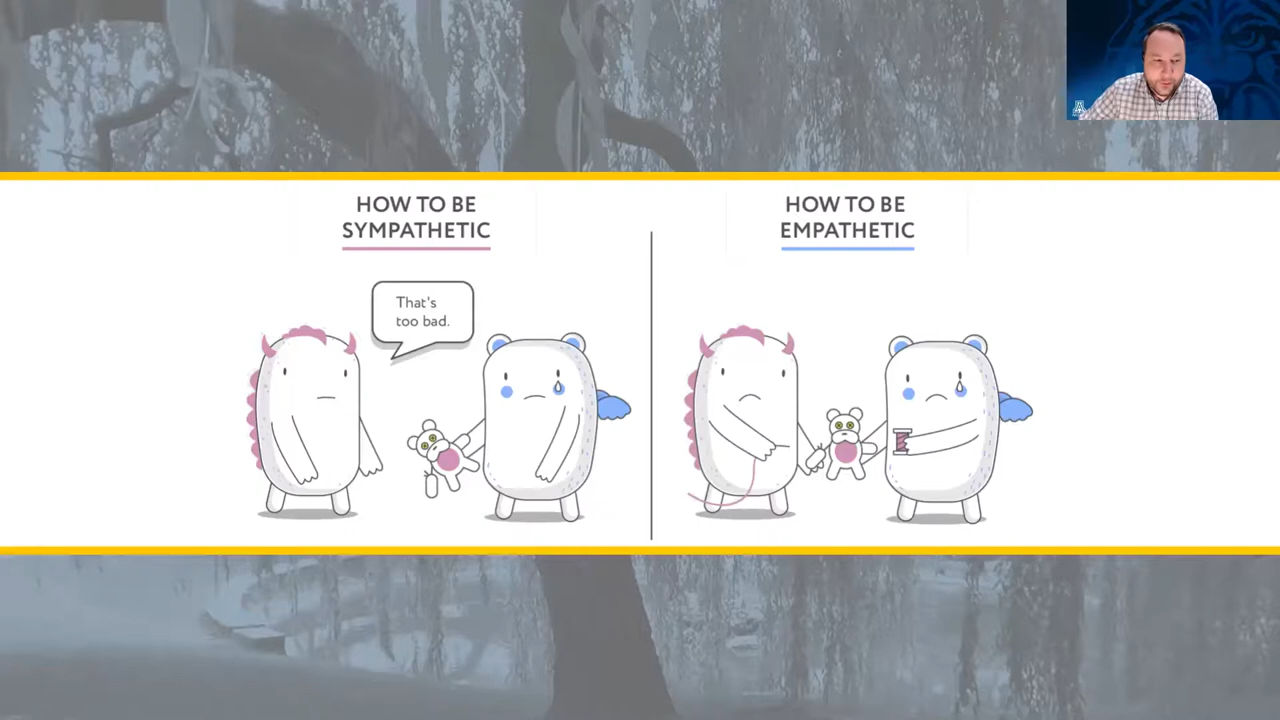 HOW TO BE
SYMPATHETIC
That's
too bad.
HOW TO BE
EMPATHETIC